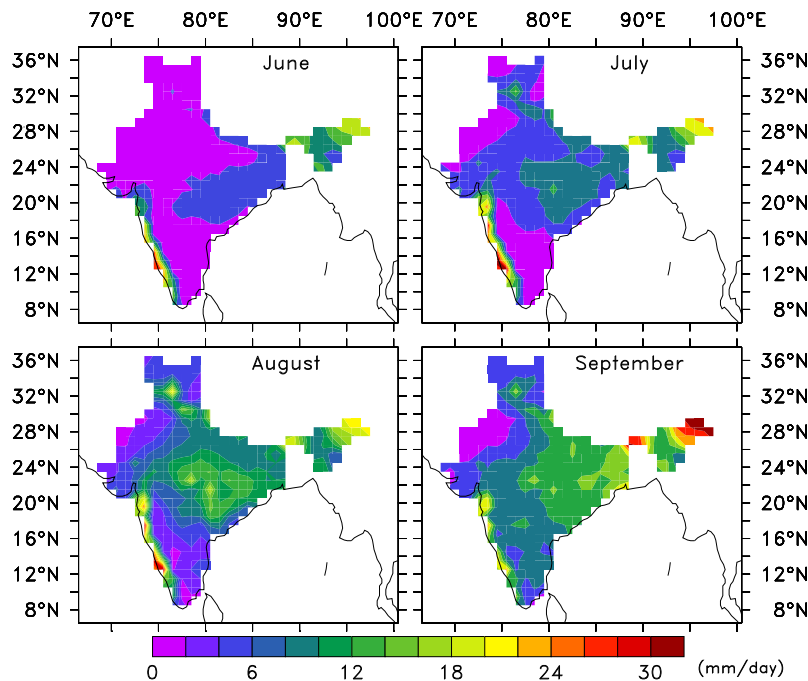 70°E 80°E 90°E 100°E 70°E 80°E 90°E 100°E
36°N June July 36°N
32°N 32°N
28°N 28°N
24°N 24°N
20°N 20°N
16°N 16°N
12°N 12°N
8°N 8°N
36°N August September 36°N
32°N 32°N
28°N 28°N
24°N 24°N
20°N 20°N
16°N 16°N
12°N 12°N
8°N 8°N
0 6 12 18 24 30 (mm/day)